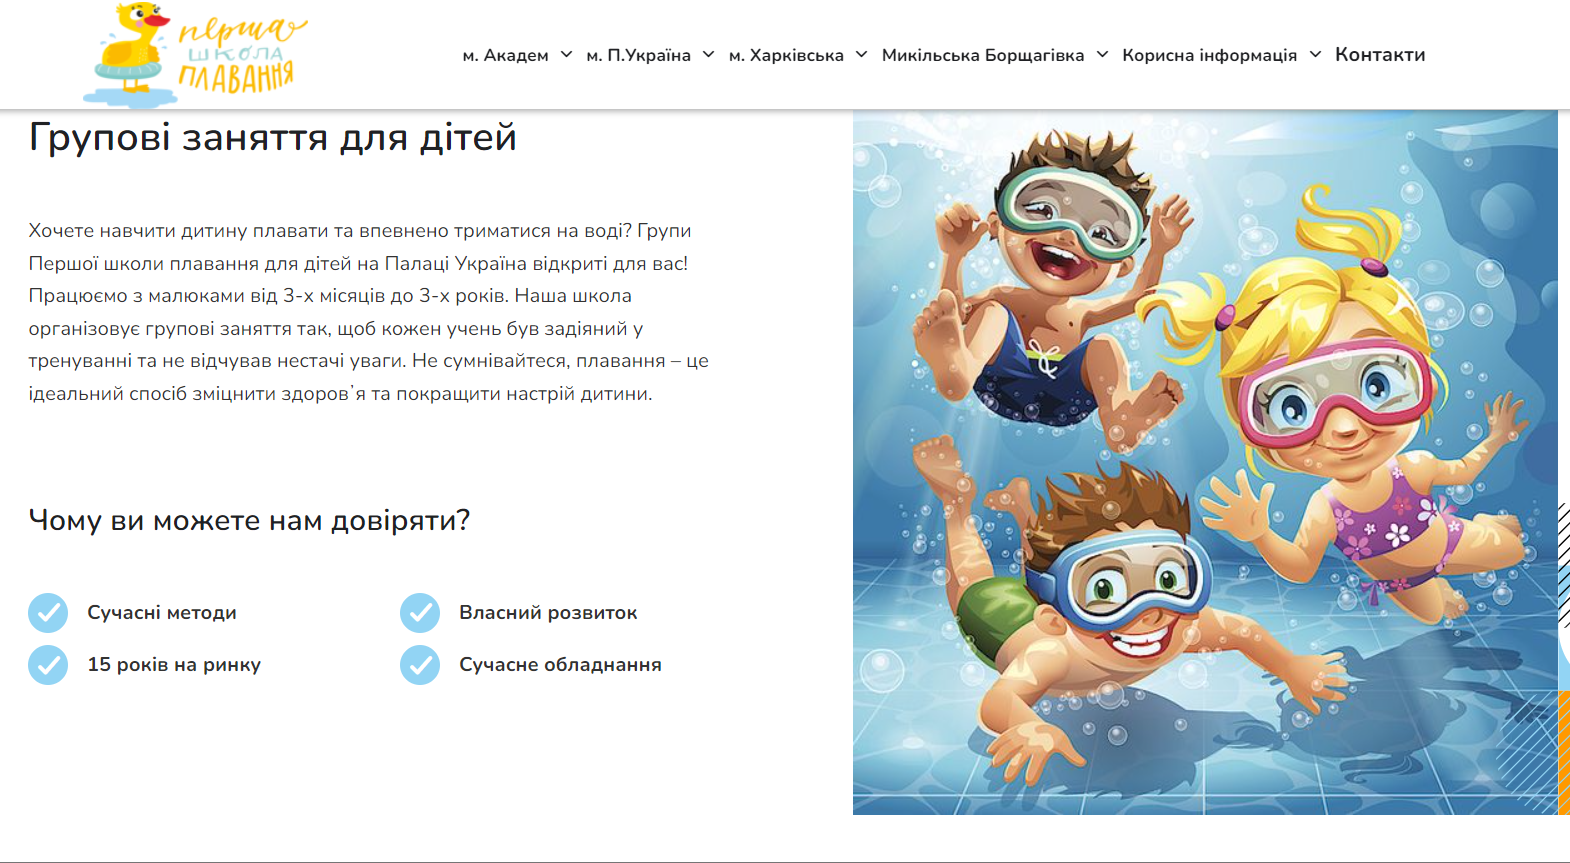 перша
школа
плавання
м. Академ м. П.Україна м. Харківська Микільська Борщагівка Корисна інформація Контакти
Групові заняття для дітей
Хочете навчити дитину плавати та впевнено триматися на воді? Групи
Першої школи плавання для дітей на Палаці Україна відкриті для вас!
Працюємо з малюками від 3-х місяців до 3-х років. Наша школа
організовує групові заняття так, щоб кожен учень був задіяний у
тренуванні та не відчував нестачі уваги. Не сумнівайтеся, плавання – це
ідеальний спосіб зміцнити здоров’я та покращити настрій дитини.
Чому ви можете нам довіряти?
Сучасні методи
Власний розвиток
15 років на ринку
Сучасне обладнання